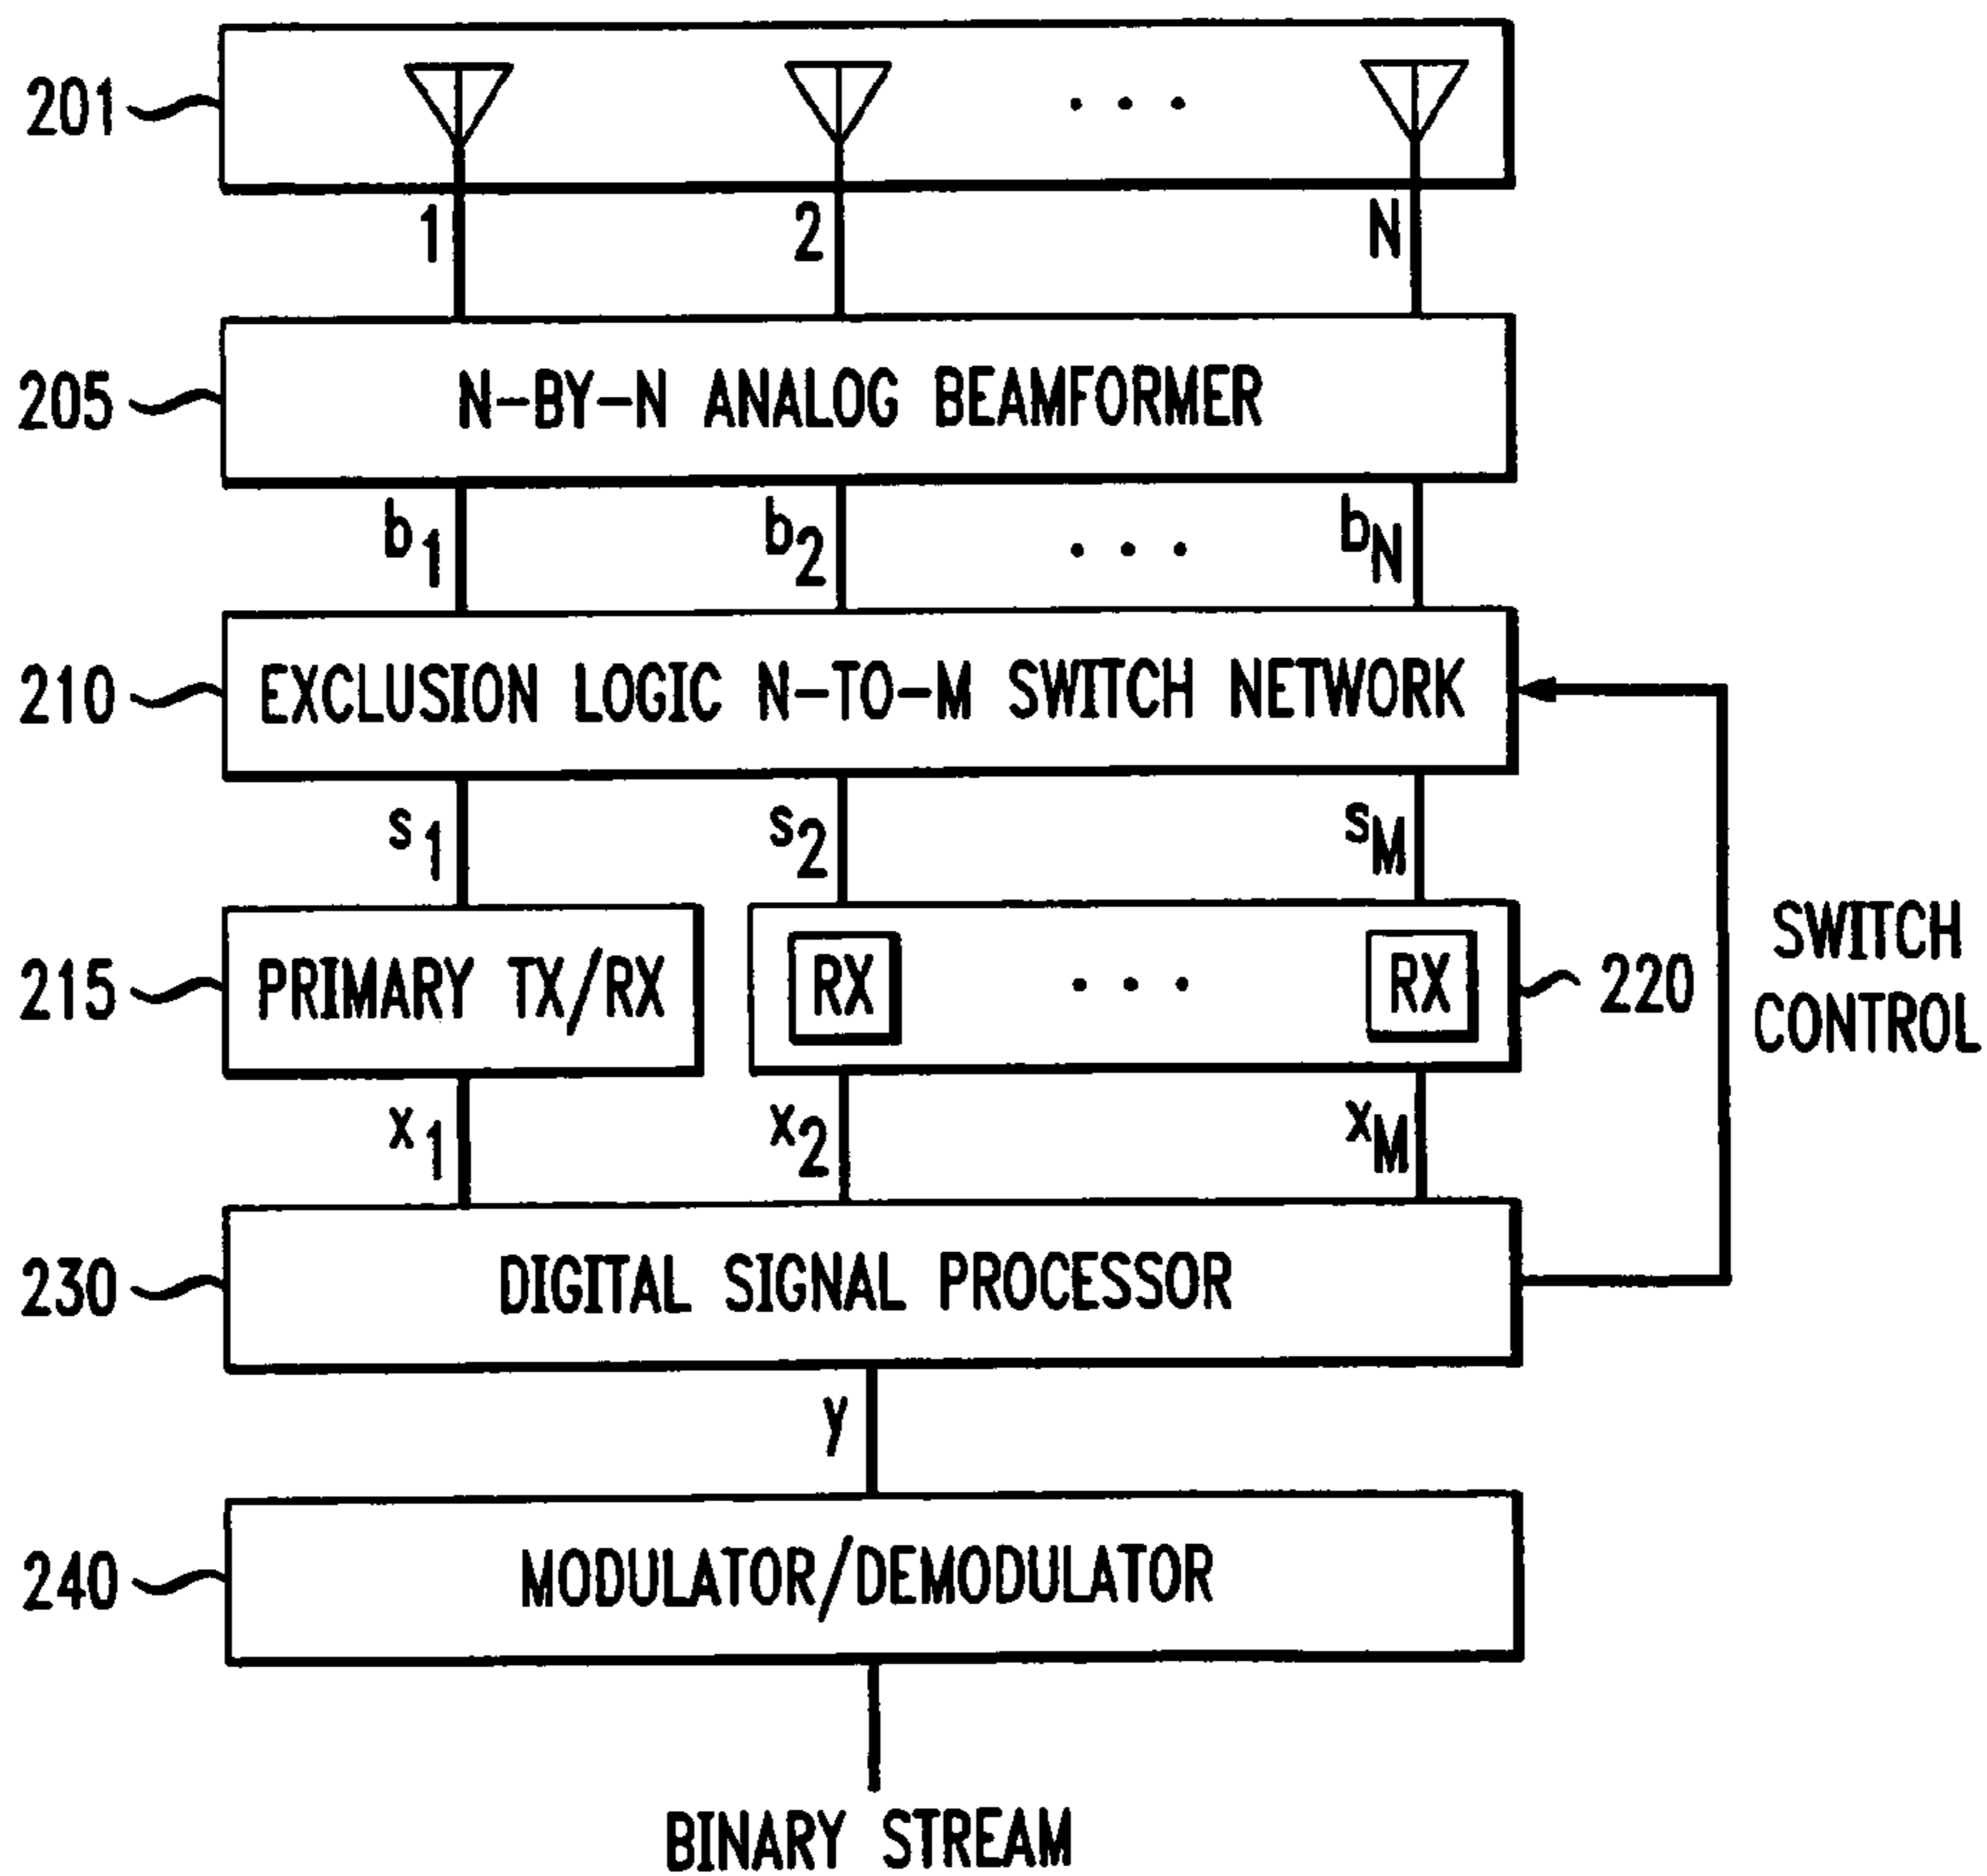 201
1 2 N
205 N-BY-N ANALOG BEAMFORMER
b1 b2 ... bN
210 EXCLUSION LOGIC N-TO-M SWITCH NETWORK
s1 s2 sM
215 PRIMARY TX/RX RX ... RX 220
SWITCH
CONTROL
x1 x2 xM
230 DIGITAL SIGNAL PROCESSOR
y
240 MODULATOR/DEMODULATOR
BINARY STREAM